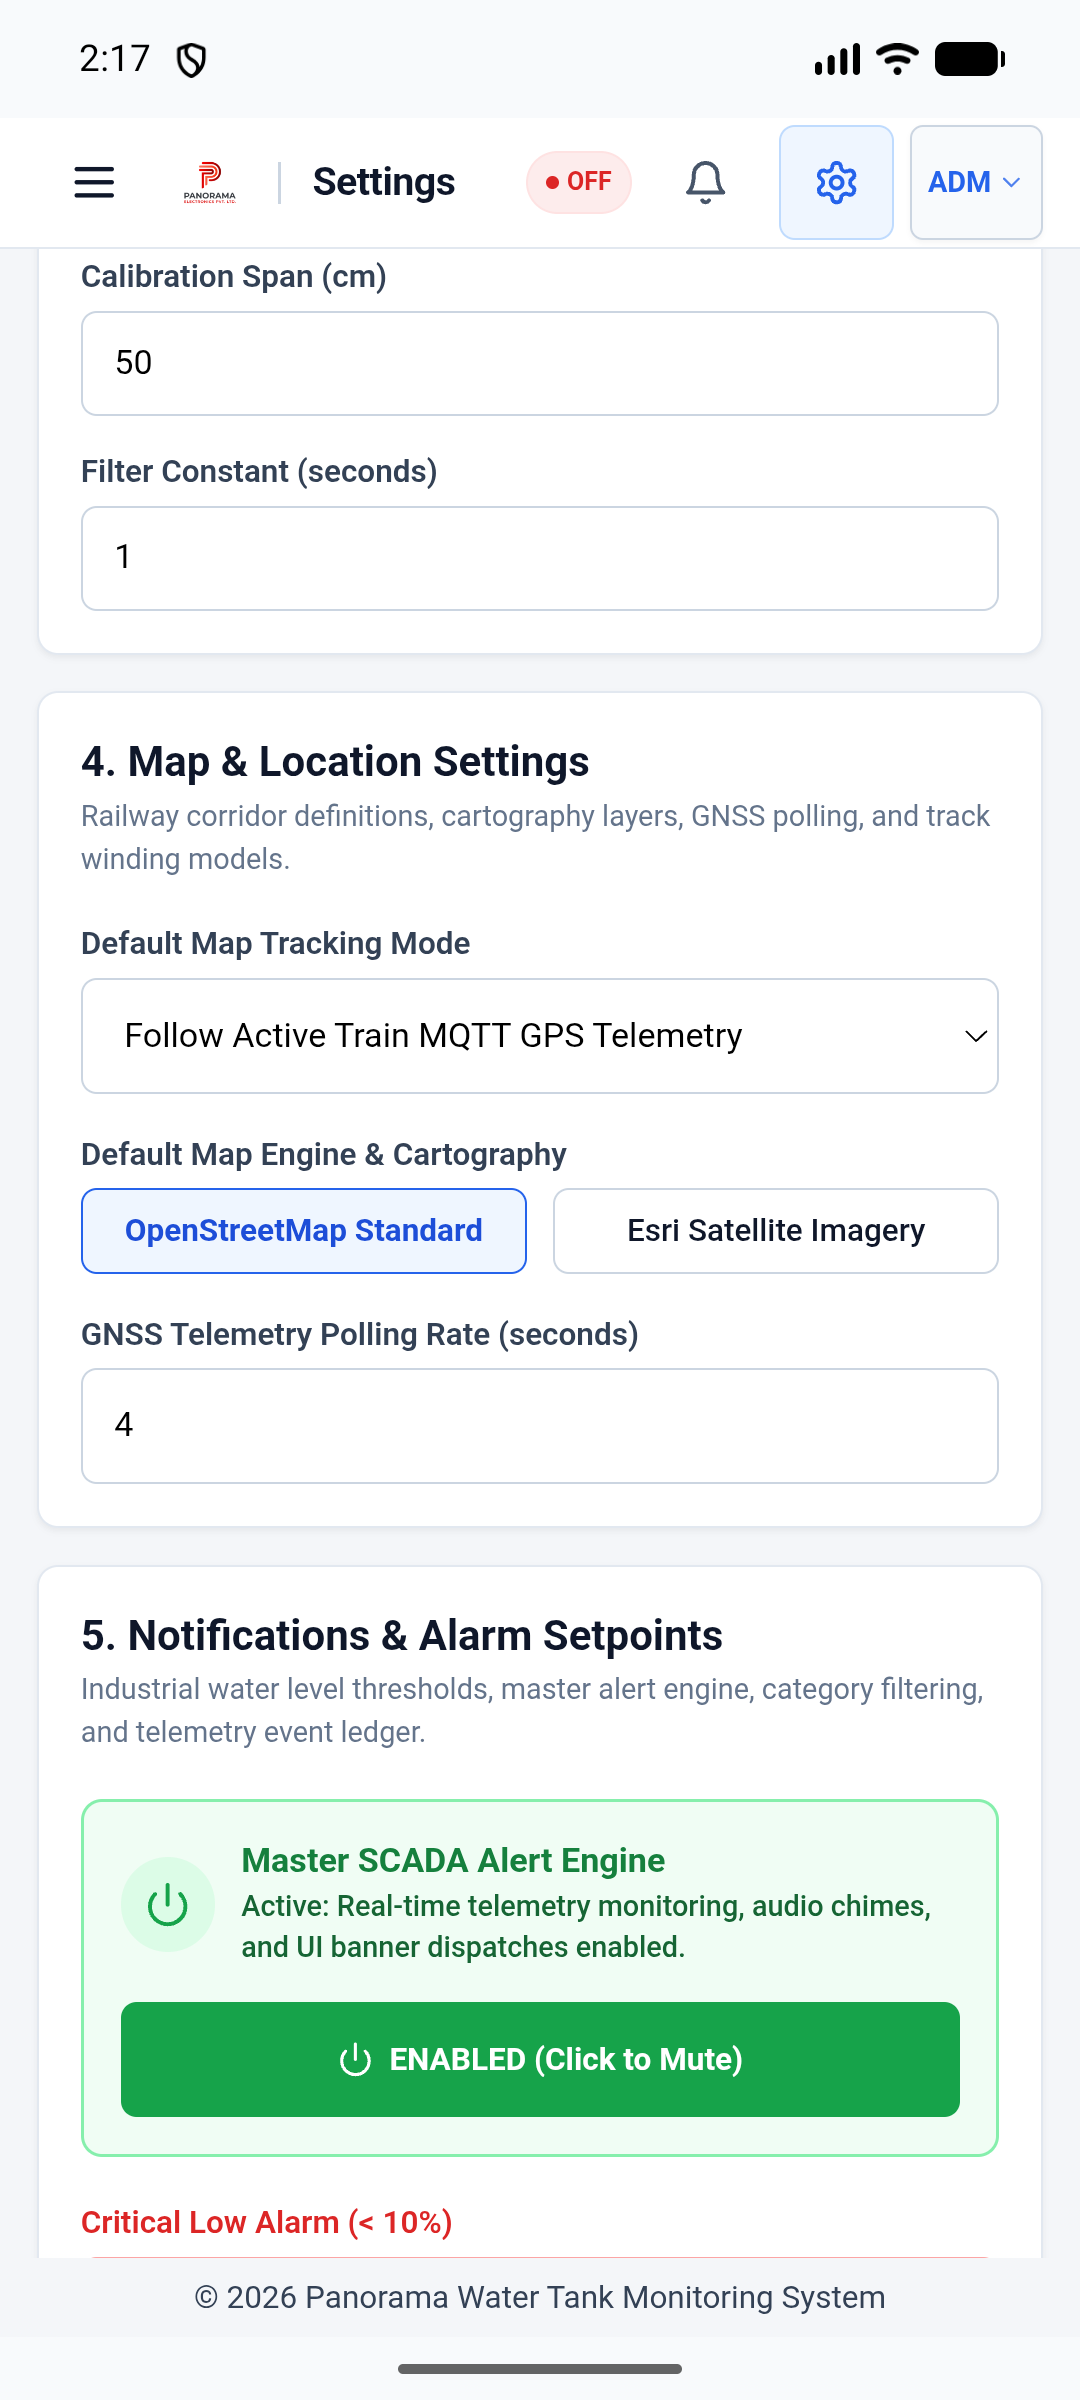 2:17
PANORAMA
ELECTRONICS PVT. LTD.
Settings
OFF
ADM
Calibration Span (cm)
50
Filter Constant (seconds)
1
4. Map & Location Settings
Railway corridor definitions, cartography layers, GNSS polling, and track
winding models.
Default Map Tracking Mode
Follow Active Train MQTT GPS Telemetry
Default Map Engine & Cartography
OpenStreetMap Standard
Esri Satellite Imagery
GNSS Telemetry Polling Rate (seconds)
4
5. Notifications & Alarm Setpoints
Industrial water level thresholds, master alert engine, category filtering,
and telemetry event ledger.
Master SCADA Alert Engine
Active: Real-time telemetry monitoring, audio chimes,
and UI banner dispatches enabled.
ENABLED (Click to Mute)
Critical Low Alarm (< 10%)
© 2026 Panorama Water Tank Monitoring System